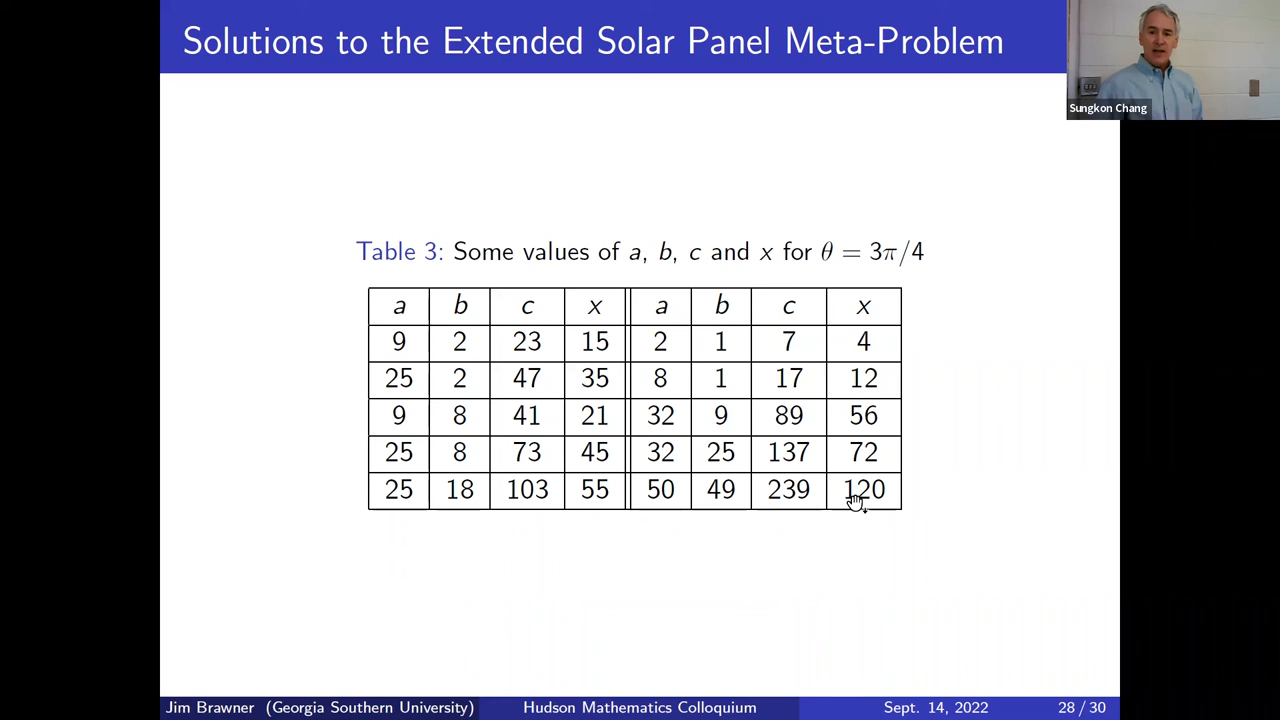 Solutions to the Extended Solar Panel Meta-Problem
Sungkon Chang
Table 3: Some values of a, b, c and x for θ = 3π/4
a b c x a b c x
9 2 23 15 2 1 7 4
25 2 47 35 8 1 17 12
9 8 41 21 32 9 89 56
25 8 73 45 32 25 137 72
25 18 103 55 50 49 239 120
Jim Brawner (Georgia Southern University) Hudson Mathematics Colloquium Sept. 14, 2022 28 / 30